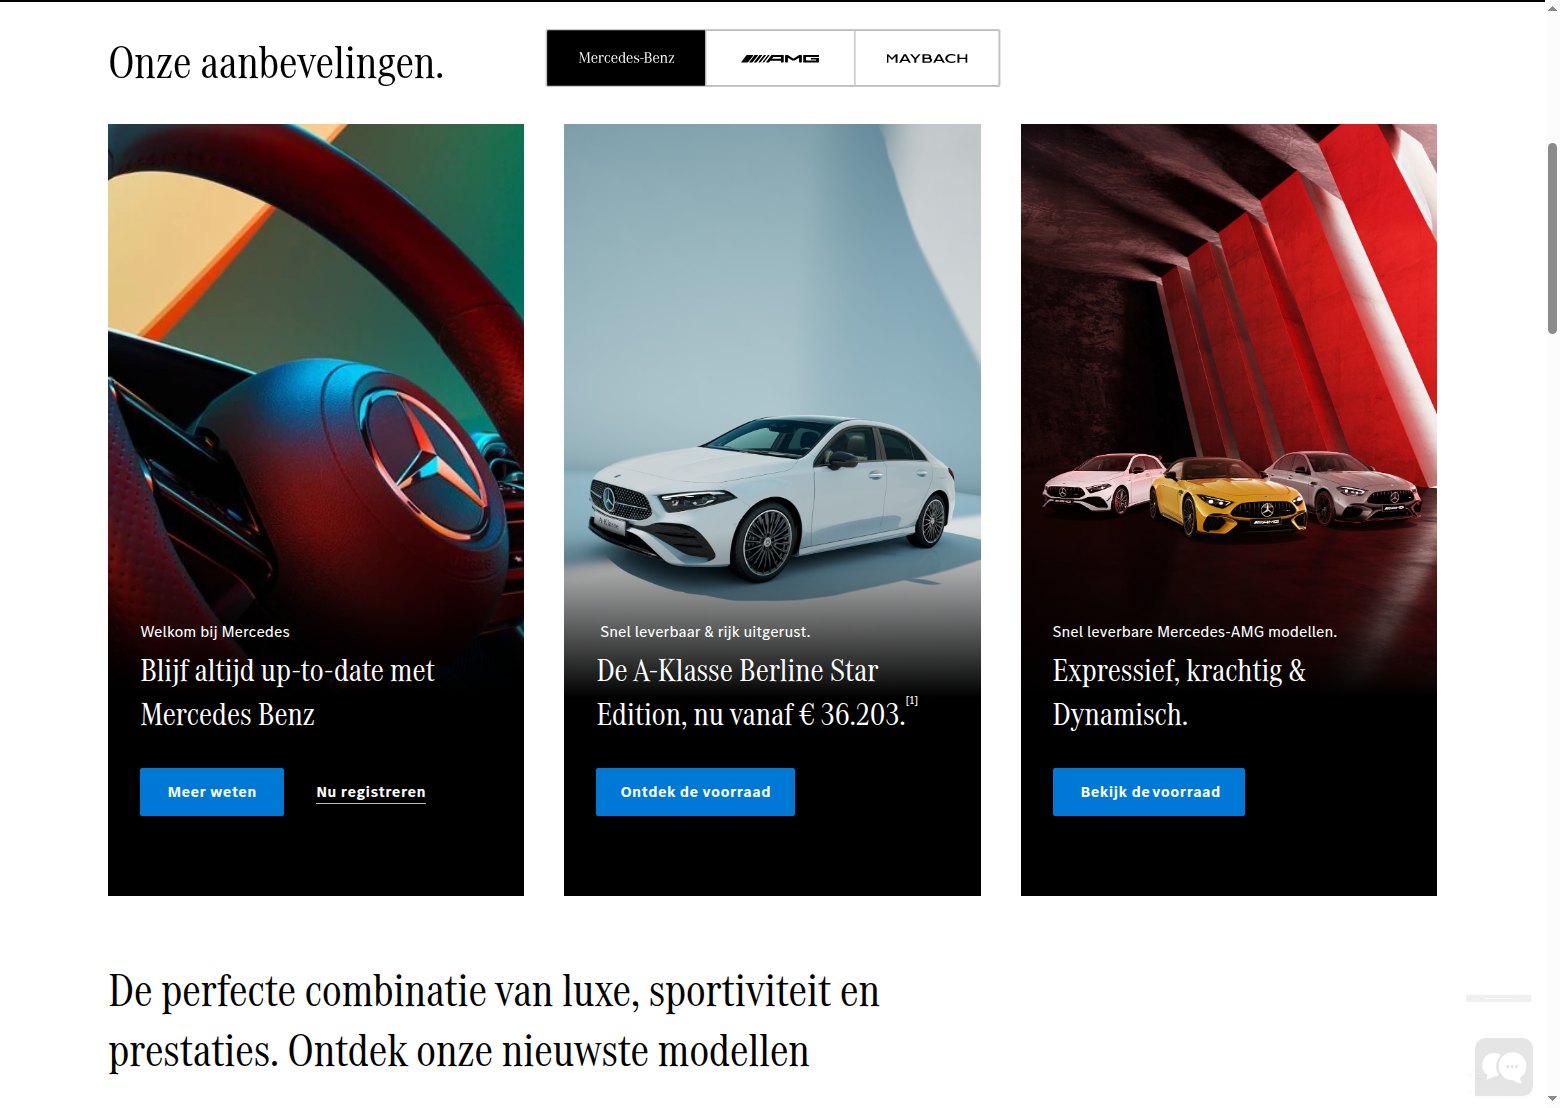 Onze aanbevelingen.
Mercedes-Benz
AMG
MAYBACH
Welkom bij Mercedes
Blijf altijd up-to-date met
Mercedes Benz
Meer weten
Nu registreren
A-Klasse
Snel leverbaar & rijk uitgerust.
De A-Klasse Berline Star
Edition, nu vanaf € 36.203.[1]
Ontdek de voorraad
Snel leverbare Mercedes-AMG modellen.
Expressief, krachtig &
Dynamisch.
Bekijk de voorraad
De perfecte combinatie van luxe, sportiviteit en
prestaties. Ontdek onze nieuwste modellen